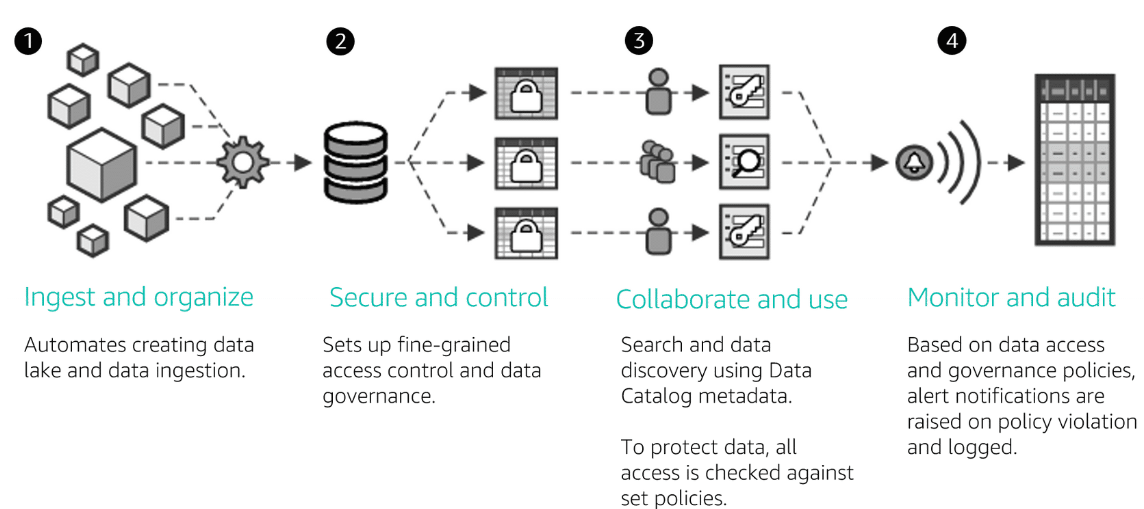 1
2
3
4
Ingest and organize
Automates creating data
lake and data ingestion.
Secure and control
Sets up fine-grained
access control and data
governance.
Collaborate and use
Search and data
discovery using Data
Catalog metadata.
To protect data, all
access is checked against
set policies.
Monitor and audit
Based on data access
and governance policies,
alert notifications are
raised on policy violation
and logged.